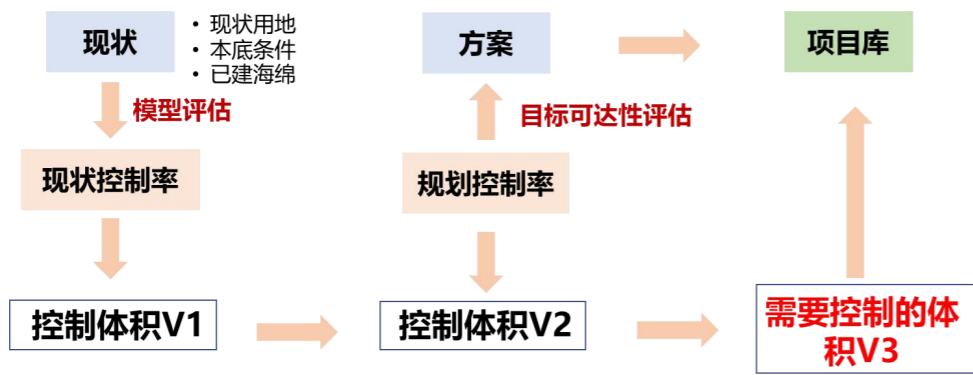 现状
• 现状用地
• 本底条件
• 已建海绵
方案
项目库
模型评估
目标可达性评估
现状控制率
规划控制率
控制体积V1
控制体积V2
需要控制的体
积V3